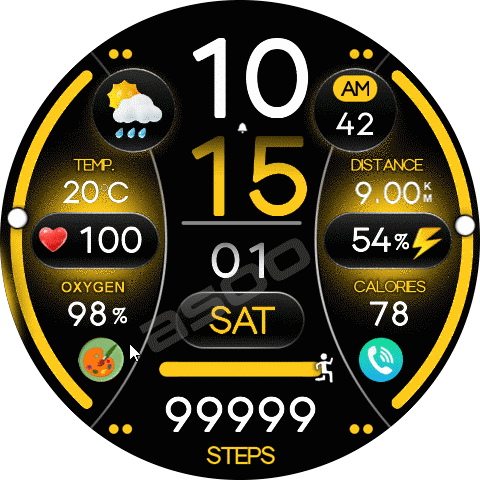 10
AM
42
15
TEMP.
20°C
DISTANCE
9.00 KM
100
54%
01
OXYGEN
98%
CALORIES
78
SAT
asoo
99999
STEPS